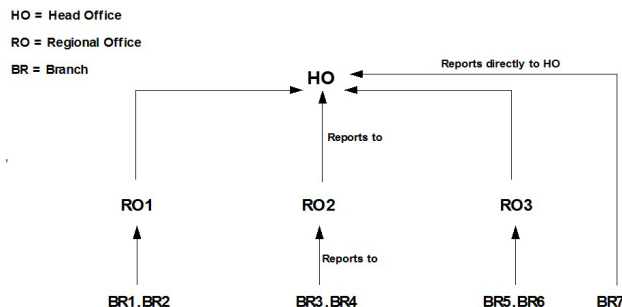 HO = Head Office
RO = Regional Office
BR = Branch
Reports directly to HO
HO
Reports to
RO1
RO2
RO3
Reports to
BR1,BR2
BR3,BR4
BR5,BR6
BR7